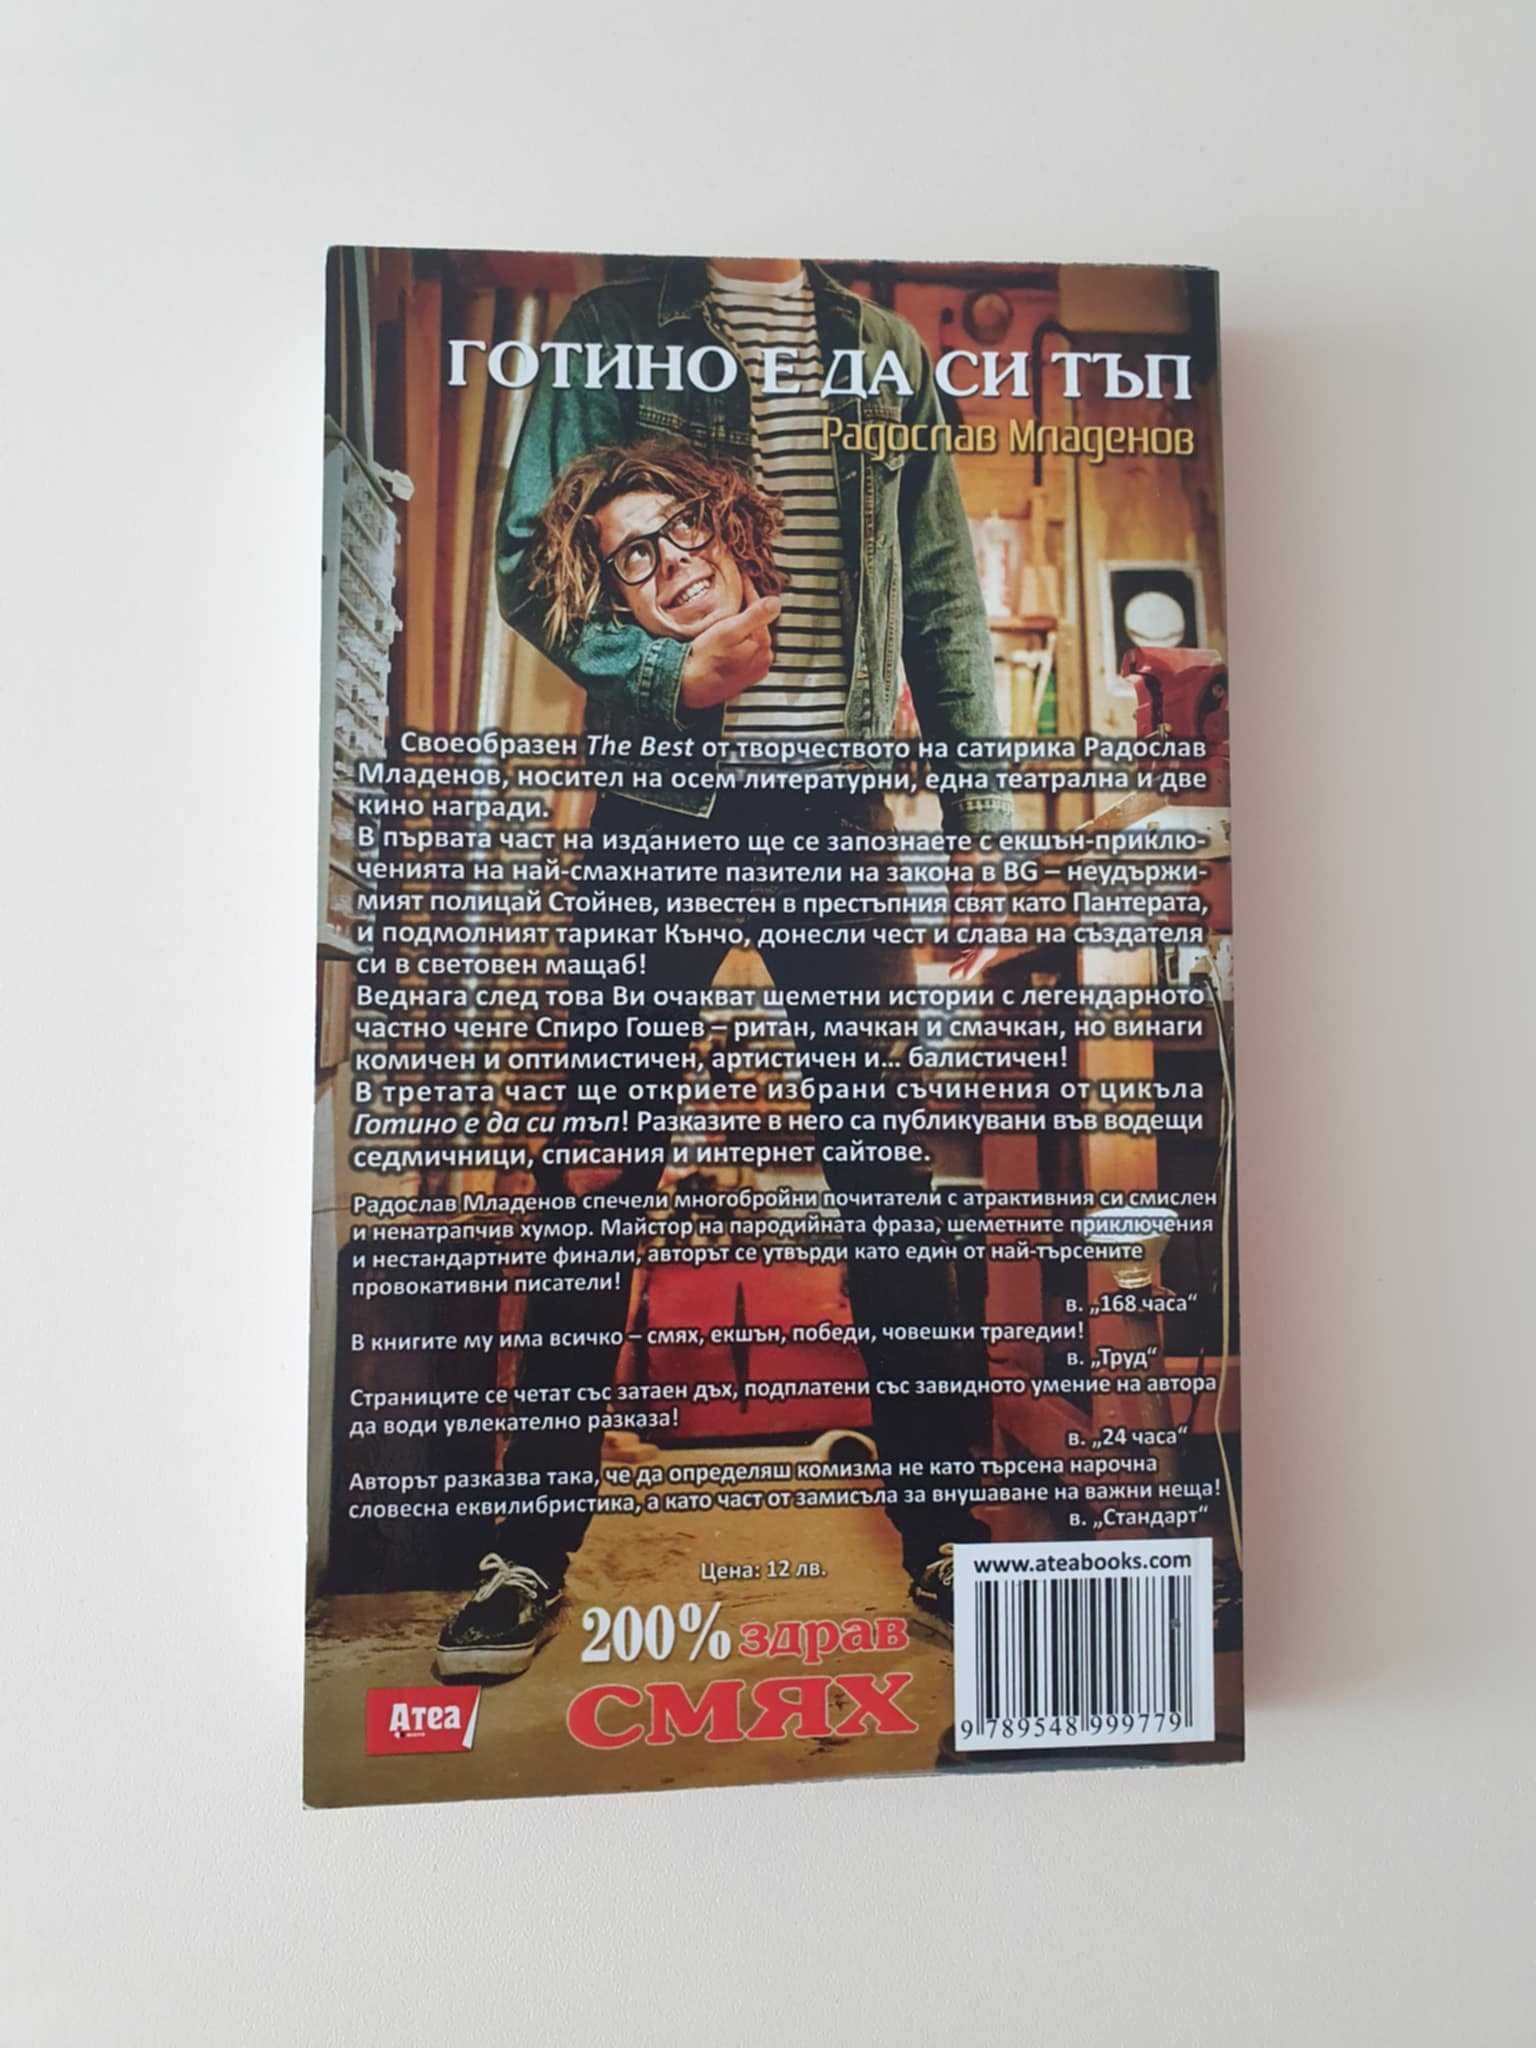 ГОТИНО Е ДА СИ ТЪП
Радослав Младенов
Своеобразен The Best от творчеството на сатирика Радослав
Младенов, носител на осем литературни, една театрална и две
кино награди.
В първата част на изданието ще се запознаете с екшън-приклю-
ченията на най-смахнатите пазители на закона в BG – неудържи-
мият полицай Стойнев, известен в престъпния свят като Пантерата,
и подмолният тарикат Кънчо, донесли чест и слава на създателя
си в световен мащаб!
Веднага след това Ви очакват шеметни истории с легендарното
частно ченге Спиро Гошев – ритан, мачкан и смачкан, но винаги
комичен и оптимистичен, артистичен и... балистичен!
В третата част ще откриете избрани съчинения от цикъла
Готино е да си тъп! Разказите в него са публикувани във водещи
седмичници, списания и интернет сайтове.
Радослав Младенов спечели многобройни почитатели с атрактивния си смислен
и ненатрапчив хумор. Майстор на пародийната фраза, шеметните приключения
и нестандартните финали, авторът се утвърди като един от най-търсените
провокативни писатели!
в. „168 часа“
В книгите му има всичко – смях, екшън, победи, човешки трагедии!
в. „Труд“
Страниците се четат със затаен дъх, подплатени със завидното умение на автора
да води увлекателно разказа!
в. „24 часа“
Авторът разказва така, че да определяш комизма не като търсена нарочна
словесна еквилибристика, а като част от замисъла за внушаване на важни неща!
в. „Стандарт“
Цена: 12 лв.
200% здрав
СМЯХ
Атеа
www.ateabooks.com
9 789548 999779